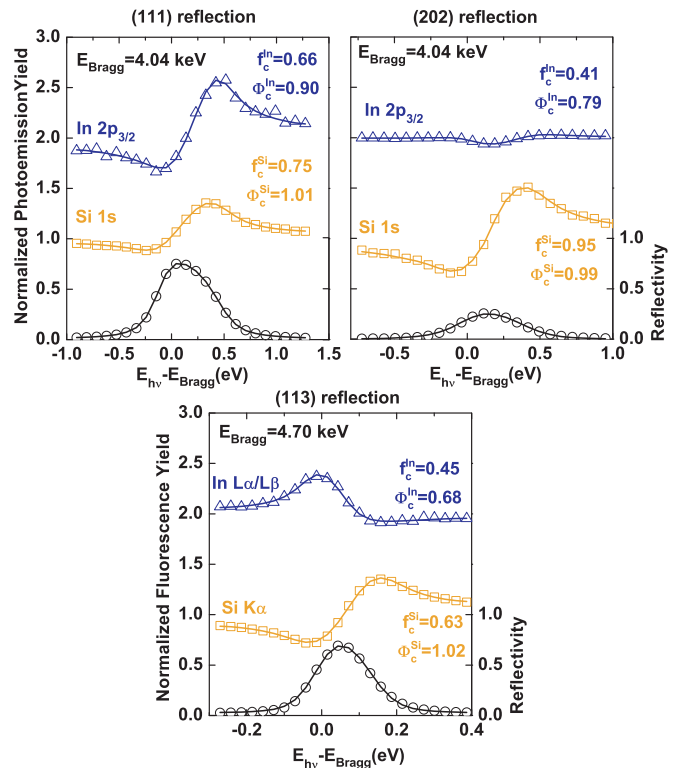 (111) reflection
E_Bragg=4.04 keV
f_c^In=0.66
Φ_c^In=0.90
In 2p_3/2
f_c^Si=0.75
Φ_c^Si=1.01
Si 1s
Normalized PhotoemissionYield
3.0
2.5
2.0
1.5
1.0
0.5
0.0
-1.0 -0.5 0.0 0.5 1.0 1.5
E_hν-E_Bragg(eV)
(202) reflection
E_Bragg=4.04 keV
f_c^In=0.41
Φ_c^In=0.79
In 2p_3/2
Si 1s
f_c^Si=0.95
Φ_c^Si=0.99
1.0
0.5
0.0
Reflectivity
-0.5 0.0 0.5 1.0
E_hν-E_Bragg(eV)
(113) reflection
E_Bragg=4.70 keV
f_c^In=0.45
Φ_c^In=0.68
In Lα/Lβ
Si Kα
f_c^Si=0.63
Φ_c^Si=1.02
Normalized Fluorescence Yield
3.0
2.5
2.0
1.5
1.0
0.5
0.0
1.0
0.5
0.0
Reflectivity
-0.2 0.0 0.2 0.4
E_hν-E_Bragg(eV)